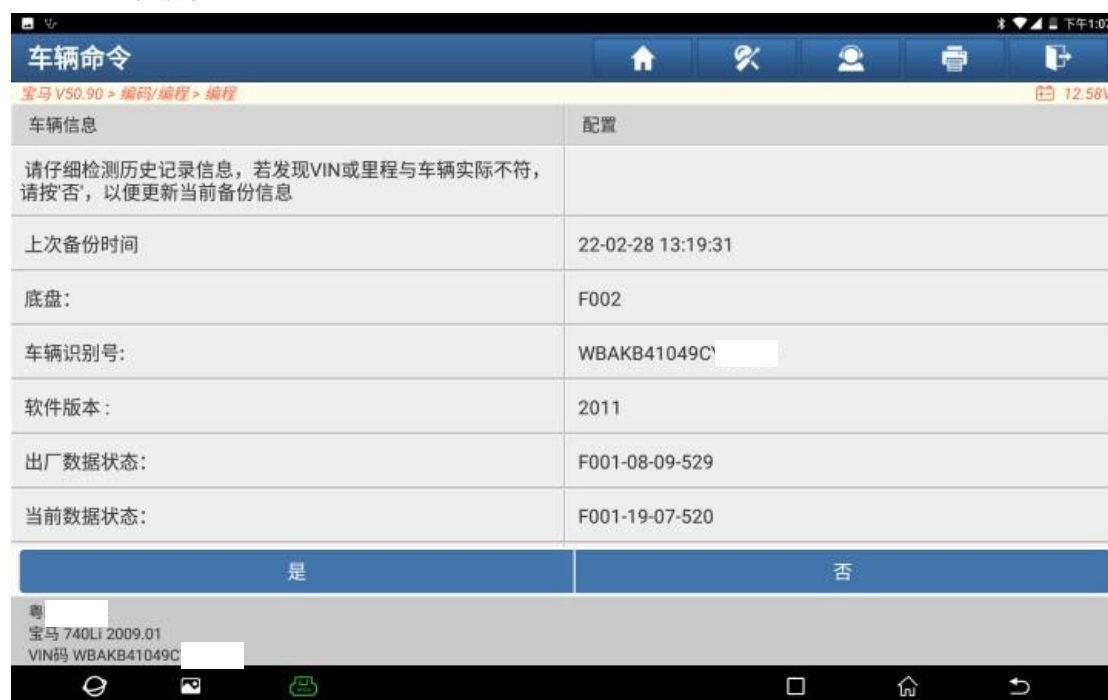 下午1:07
车辆命令
宝马 V50.90 > 编码/编程 > 编程
12.58V
车辆信息
配置
请仔细检测历史记录信息，若发现VIN或里程与车辆实际不符，
请按'否'，以便更新当前备份信息
上次备份时间
22-02-28 13:19:31
底盘：
F002
车辆识别号:
WBAKB41049CY
软件版本 :
2011
出厂数据状态：
F001-08-09-529
当前数据状态：
F001-19-07-520
是
否
粤
宝马 740Li 2009.01
VIN码 WBAKB41049C